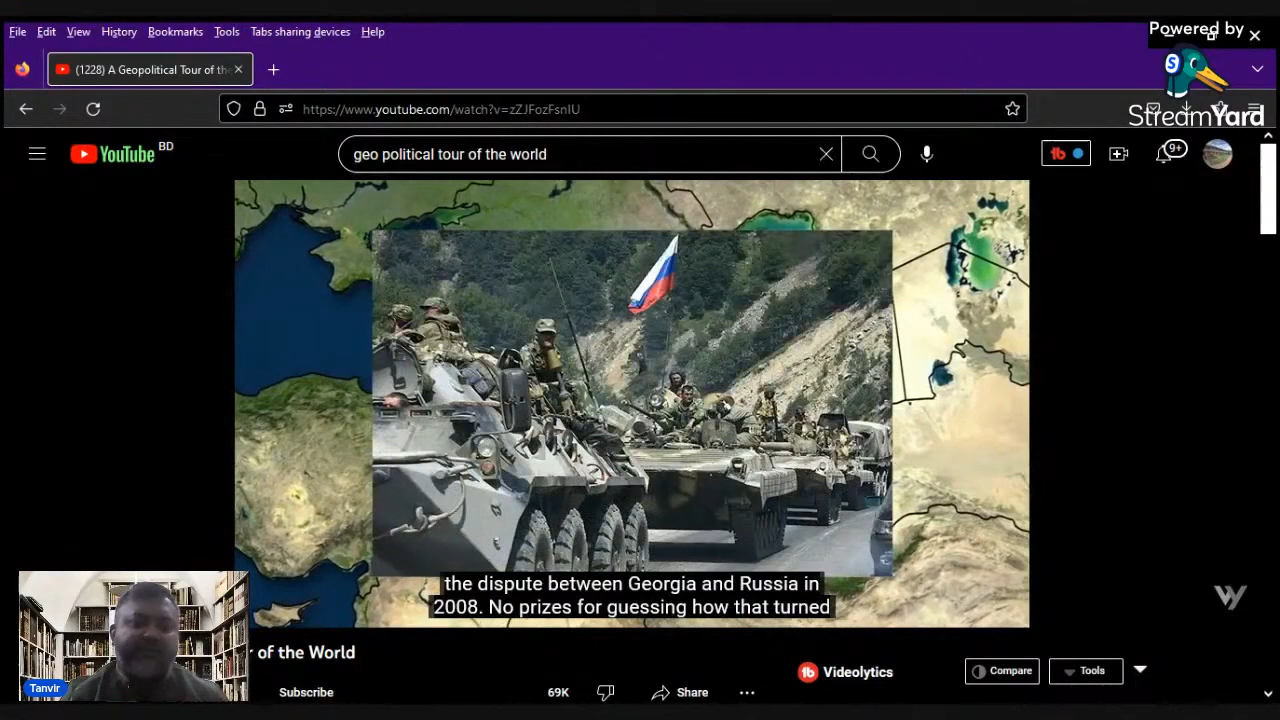 File Edit View History Bookmarks Tools Tabs sharing devices Help
Powered by
(1228) A Geopolitical Tour of the
https://www.youtube.com/watch?v=zZJFozFsnIU
StreamYard
YouTube BD
geo political tour of the world
9+
the dispute between Georgia and Russia in
2008. No prizes for guessing how that turned
of the World
Videolytics
Compare
Tools
Tanvir
Subscribe
69K
Share